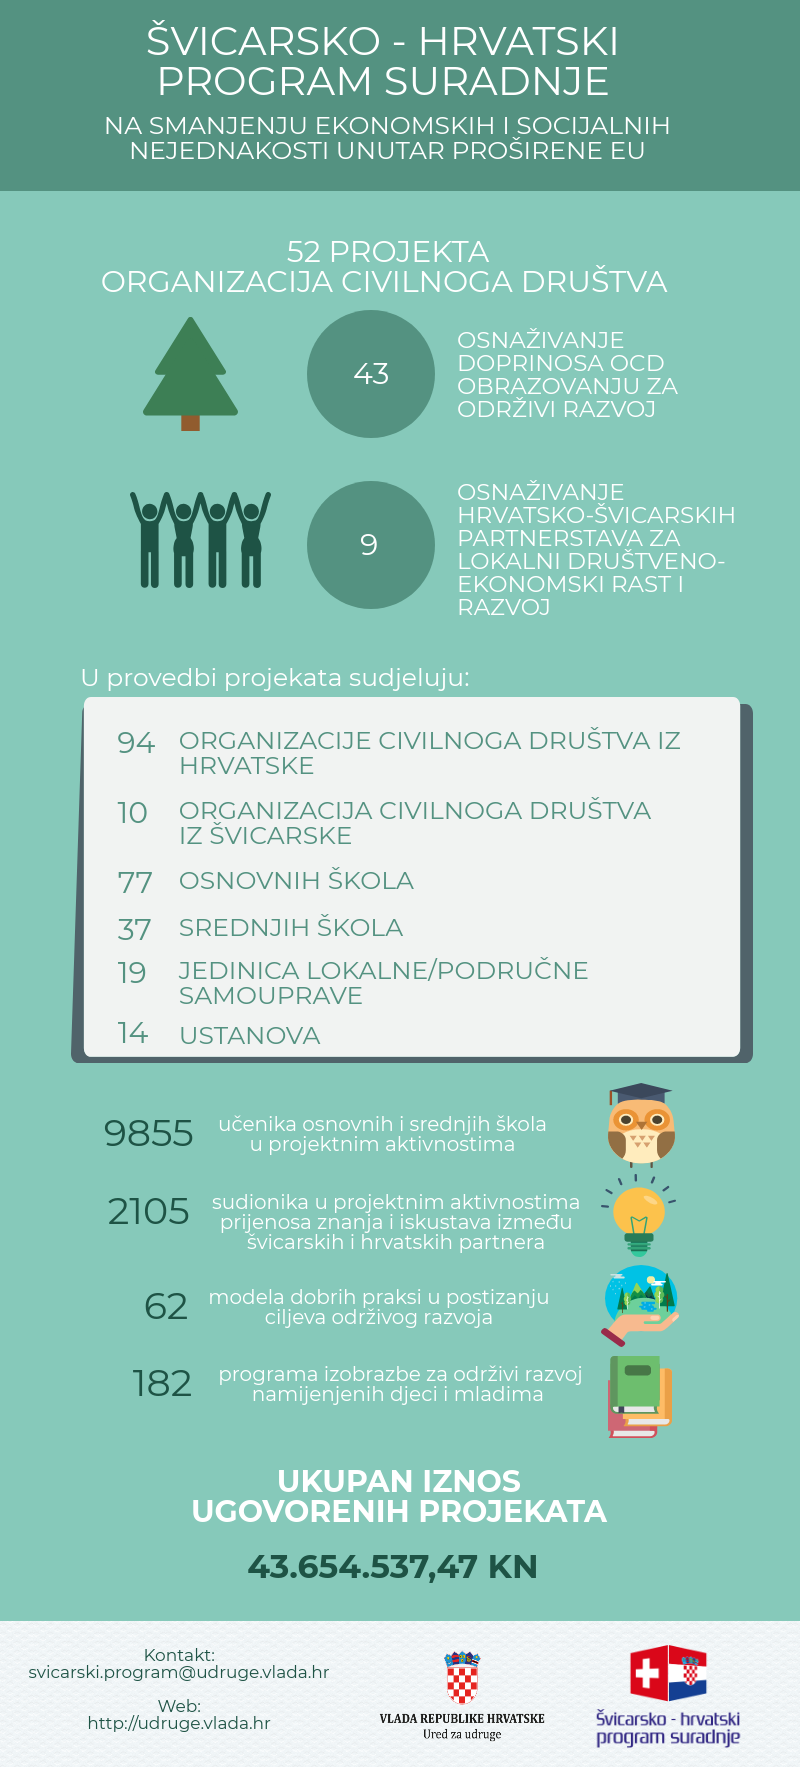 ŠVICARSKO - HRVATSKI
PROGRAM SURADNJE
NA SMANJENJU EKONOMSKIH I SOCIJALNIH
NEJEDNAKOSTI UNUTAR PROŠIRENE EU
52 PROJEKTA
ORGANIZACIJA CIVILNOGA DRUŠTVA
43
OSNAŽIVANJE
DOPRINOSA OCD
OBRAZOVANJU ZA
ODRŽIVI RAZVOJ
9
OSNAŽIVANJE
HRVATSKO-ŠVICARSKIH
PARTNERSTAVA ZA
LOKALNI DRUŠTVENO-
EKONOMSKI RAST I
RAZVOJ
U provedbi projekata sudjeluju:
94 ORGANIZACIJE CIVILNOGA DRUŠTVA IZ
HRVATSKE
10 ORGANIZACIJA CIVILNOGA DRUŠTVA
IZ ŠVICARSKE
77 OSNOVNIH ŠKOLA
37 SREDNJIH ŠKOLA
19 JEDINICA LOKALNE/PODRUČNE
SAMOUPRAVE
14 USTANOVA
9855 učenika osnovnih i srednjih škola
u projektnim aktivnostima
2105 sudionika u projektnim aktivnostima
prijenosa znanja i iskustava između
švicarskih i hrvatskih partnera
62 modela dobrih praksi u postizanju
ciljeva održivog razvoja
182 programa izobrazbe za održivi razvoj
namijenjenih djeci i mladima
UKUPAN IZNOS
UGOVORENIH PROJEKATA
43.654.537,47 KN
Kontakt:
svicarski.program@udruge.vlada.hr
Web:
http://udruge.vlada.hr
VLADA REPUBLIKE HRVATSKE
Ured za udruge
Švicarsko - hrvatski
program suradnje